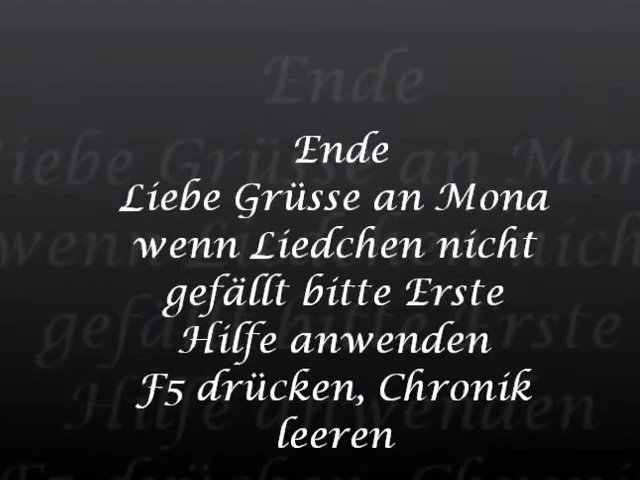 Ende
Liebe Grüsse an Mona
wenn Liedchen nicht
gefällt bitte Erste
Hilfe anwenden
F5 drücken, Chronik
leeren